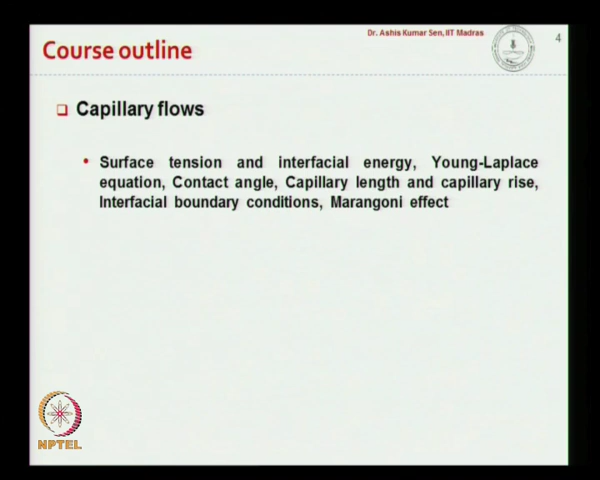 Dr. Ashis Kumar Sen, IIT Madras
4
Course outline
Capillary flows
Surface tension and interfacial energy, Young-Laplace
equation, Contact angle, Capillary length and capillary rise,
Interfacial boundary conditions, Marangoni effect
NPTEL